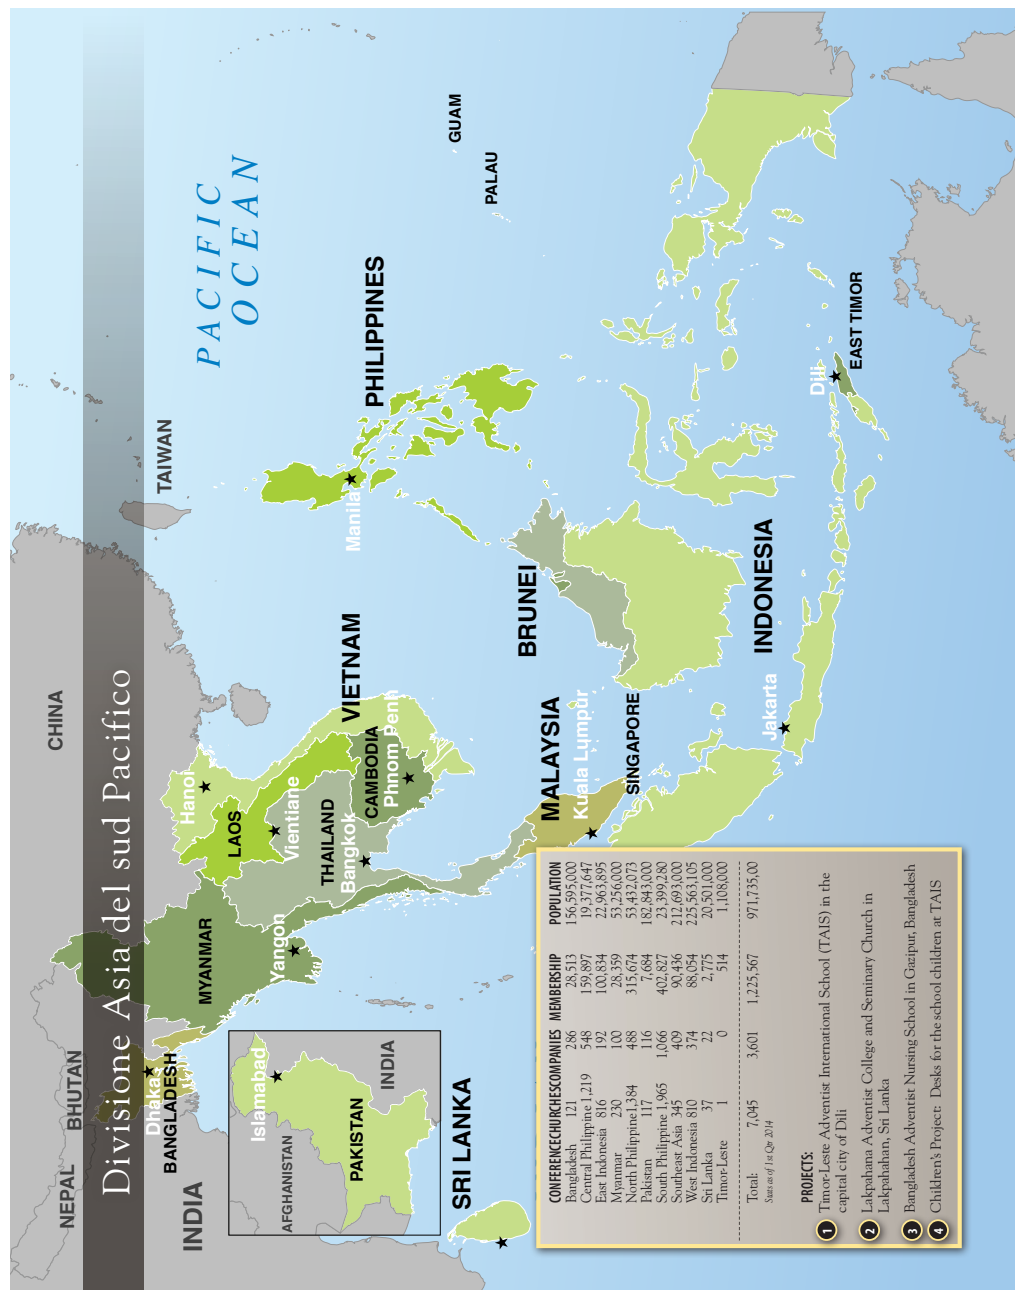 Divisione Asia del sud Pacifico
NEPAL
BHUTAN
CHINA
TAIWAN
INDIA
Dhaka
BANGLADESH
MYANMAR
Yangon
Hanoi
LAOS
Vientiane
THAILAND
Bangkok
CAMBODIA
Phnom Penh
VIETNAM
PACIFIC
OCEAN
Manila
PHILIPPINES
GUAM
PALAU
Islamabad
AFGHANISTAN
PAKISTAN
INDIA
SRI LANKA
BRUNEI
MALAYSIA
Kuala Lumpur
SINGAPORE
INDONESIA
Jakarta
Dili
EAST TIMOR
CONFERENCECHURCHESCOMPANIES MEMBERSHIP POPULATION
Bangladesh 121 286 28,513 156,595,000
Central Philippine 1,219 548 159,897 19,377,647
East Indonesia 816 192 100,834 22,963,895
Myanmar 230 100 28,359 53,256,000
North Philippine1,384 488 315,674 53,432,073
Pakistan 117 116 7,684 182,843,000
South Philippine 1,965 1,066 402,827 23,399,280
Southeast Asia 345 409 90,436 212,693,000
West Indonesia 810 374 88,054 225,563,105
Sri Lanka 37 22 2,775 20,501,000
Timor-Leste 1 0 514 1,108,000
Total: 7,045 3,601 1,225,567 971,735,00
Stats as of 1st Qtr 2014
PROJECTS:
1 Timor-Leste Adventist International School (TAIS) in the
capital city of Dili
2 Lakpahana Adventist College and Seminary Church in
Lakpahan, Sri Lanka
3 Bangladesh Adventist Nursing School in Gazipur, Bangladesh
4 Children's Project: Desks for the school children at TAIS